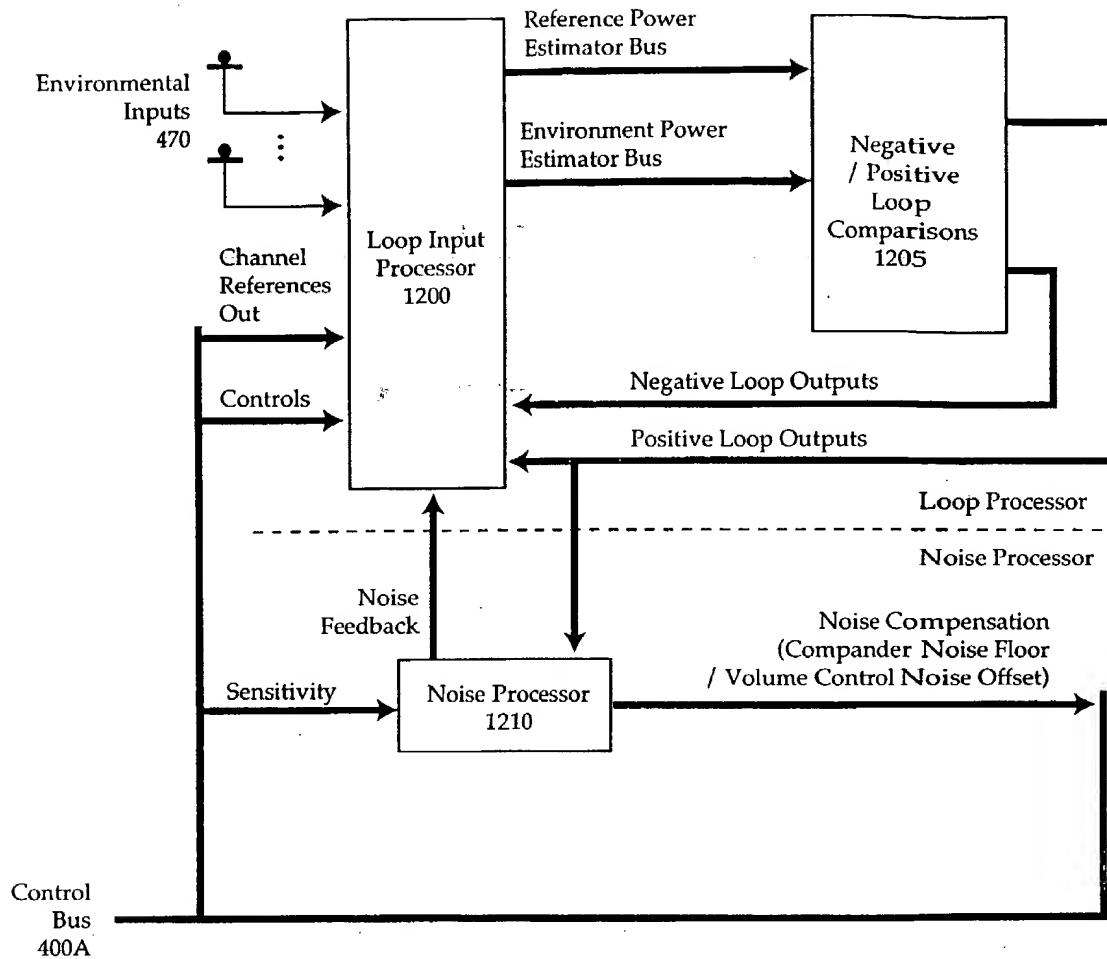 Reference Power
Estimator Bus
Environmental
Inputs
470
Environment Power
Estimator Bus
Negative
/ Positive
Loop
Comparisons
1205
Loop Input
Processor
1200
Channel
References
Out
Controls
Negative Loop Outputs
Positive Loop Outputs
Loop Processor
Noise Processor
Noise
Feedback
Noise Compensation
(Compander Noise Floor
/ Volume Control Noise Offset)
Sensitivity
Noise Processor
1210
Control
Bus
400A